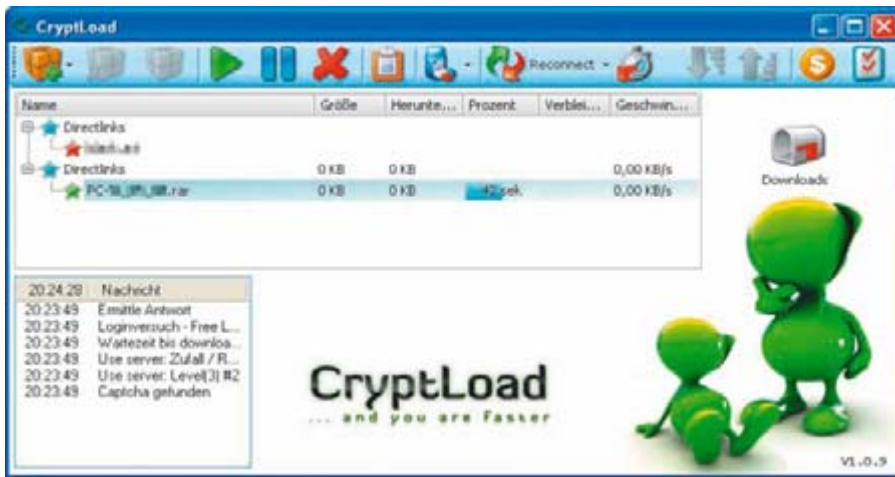 CryptLoad
Reconnect
Name Größe Herunte... Prozent Verblei... Geschwin...
Directlinks
Directlinks 0 KB 0 KB 0,00 KB/s
.rar 0 KB 0 KB 42 sek. 0,00 KB/s
Downloads
20:24:28 Nachricht
20:23:49 Ermittle Antwort
20:23:49 Loginversuch - Free L...
20:23:49 Wartezeit bis downloa...
20:23:49 Use server: Zufall / R...
20:23:49 Use server: Level(3) #2
20:23:49 Captcha gefunden
CryptLoad
... and you are Faster
V1.0.9